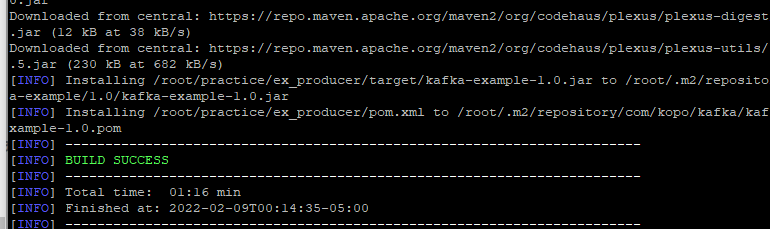 0.jar
Downloaded from central: https://repo.maven.apache.org/maven2/org/codehaus/plexus/plexus-digest
.jar (12 kB at 38 kB/s)
Downloaded from central: https://repo.maven.apache.org/maven2/org/codehaus/plexus/plexus-utils/
.5.jar (230 kB at 682 kB/s)
[INFO] Installing /root/practice/ex_producer/target/kafka-example-1.0.jar to /root/.m2/reposito
a-example/1.0/kafka-example-1.0.jar
[INFO] Installing /root/practice/ex_producer/pom.xml to /root/.m2/repository/com/kopo/kafka/kaf
xample-1.0.pom
[INFO] ------------------------------------------------------------------------
[INFO] BUILD SUCCESS
[INFO] ------------------------------------------------------------------------
[INFO] Total time:  01:16 min
[INFO] Finished at: 2022-02-09T00:14:35-05:00
[INFO] ------------------------------------------------------------------------